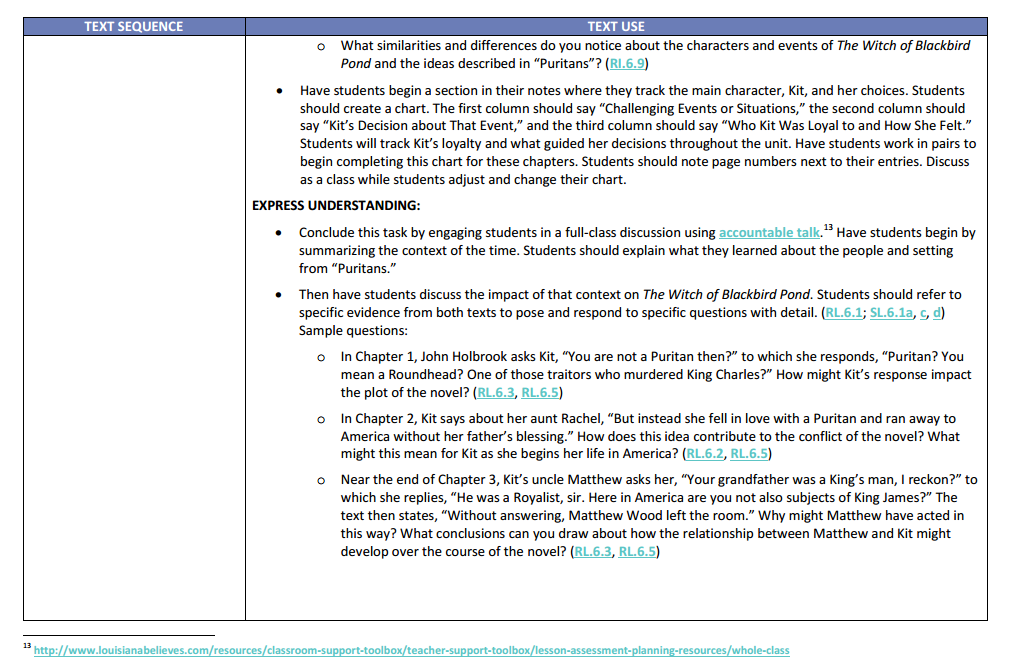 TEXT SEQUENCE
TEXT USE
o What similarities and differences do you notice about the characters and events of The Witch of Blackbird
Pond and the ideas described in “Puritans”? (RI.6.9)
• Have students begin a section in their notes where they track the main character, Kit, and her choices. Students
should create a chart. The first column should say “Challenging Events or Situations,” the second column should
say “Kit’s Decision about That Event,” and the third column should say “Who Kit Was Loyal to and How She Felt.”
Students will track Kit’s loyalty and what guided her decisions throughout the unit. Have students work in pairs to
begin completing this chart for these chapters. Students should note page numbers next to their entries. Discuss
as a class while students adjust and change their chart.
EXPRESS UNDERSTANDING:
• Conclude this task by engaging students in a full-class discussion using accountable talk.13 Have students begin by
summarizing the context of the time. Students should explain what they learned about the people and setting
from “Puritans.”
• Then have students discuss the impact of that context on The Witch of Blackbird Pond. Students should refer to
specific evidence from both texts to pose and respond to specific questions with detail. (RL.6.1; SL.6.1a, c, d)
Sample questions:
o In Chapter 1, John Holbrook asks Kit, “You are not a Puritan then?” to which she responds, “Puritan? You
mean a Roundhead? One of those traitors who murdered King Charles?” How might Kit’s response impact
the plot of the novel? (RL.6.3, RL.6.5)
o In Chapter 2, Kit says about her aunt Rachel, “But instead she fell in love with a Puritan and ran away to
America without her father’s blessing.” How does this idea contribute to the conflict of the novel? What
might this mean for Kit as she begins her life in America? (RL.6.2, RL.6.5)
o Near the end of Chapter 3, Kit’s uncle Matthew asks her, “Your grandfather was a King’s man, I reckon?” to
which she replies, “He was a Royalist, sir. Here in America are you not also subjects of King James?” The
text then states, “Without answering, Matthew Wood left the room.” Why might Matthew have acted in
this way? What conclusions can you draw about how the relationship between Matthew and Kit might
develop over the course of the novel? (RL.6.3, RL.6.5)
13 http://www.louisianabelieves.com/resources/classroom-support-toolbox/teacher-support-toolbox/lesson-assessment-planning-resources/whole-class